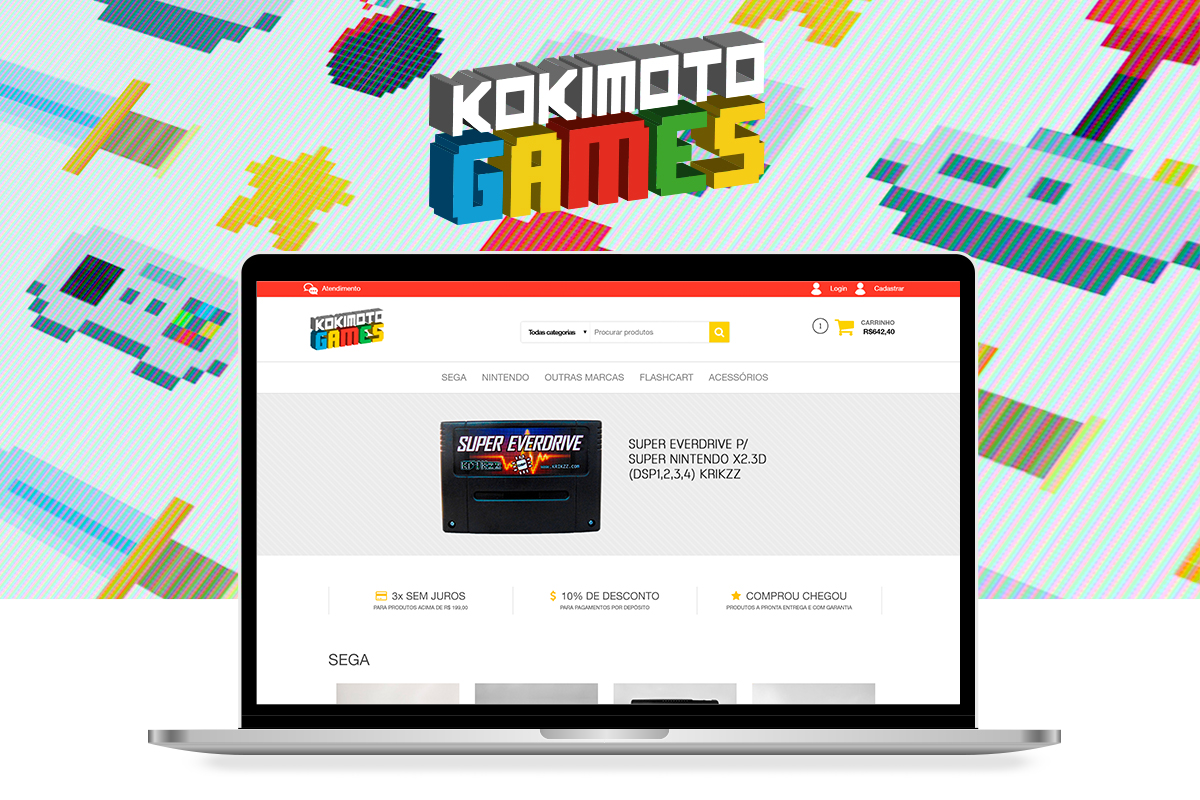 KOKIMOTO
GAMES
Atendimento
Login
Cadastrar
KOKIMOTO
GAMES
Todas categorias
Procurar produtos
1
CARRINHO
R$642,40
SEGA NINTENDO OUTRAS MARCAS FLASHCART ACESSÓRIOS
SUPER EVERDRIVE
KRIKZZ
www.KRIKZZ.com
SUPER EVERDRIVE P/
SUPER NINTENDO X2.3D
(DSP1,2,3,4) KRIKZZ
3x SEM JUROS
PARA PRODUTOS ACIMA DE R$ 199,00
10% DE DESCONTO
PARA PAGAMENTOS POR DEPÓSITO
COMPROU CHEGOU
PRODUTOS A PRONTA ENTREGA E COM GARANTIA
SEGA